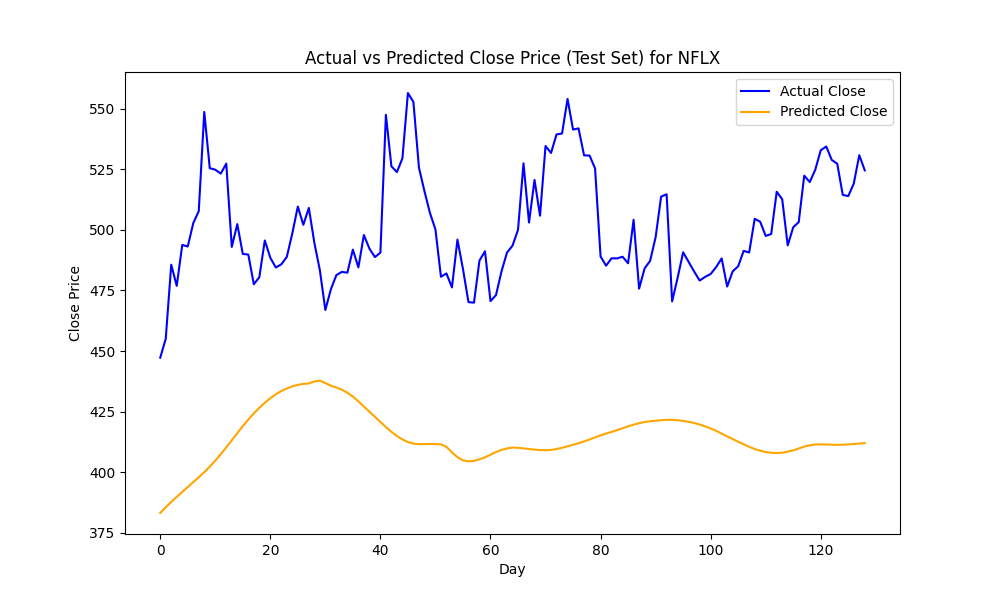 Actual vs Predicted Close Price (Test Set) for NFLX
Actual Close
Predicted Close
550
525
500
475
450
425
400
375
Close Price
0 20 40 60 80 100 120
Day